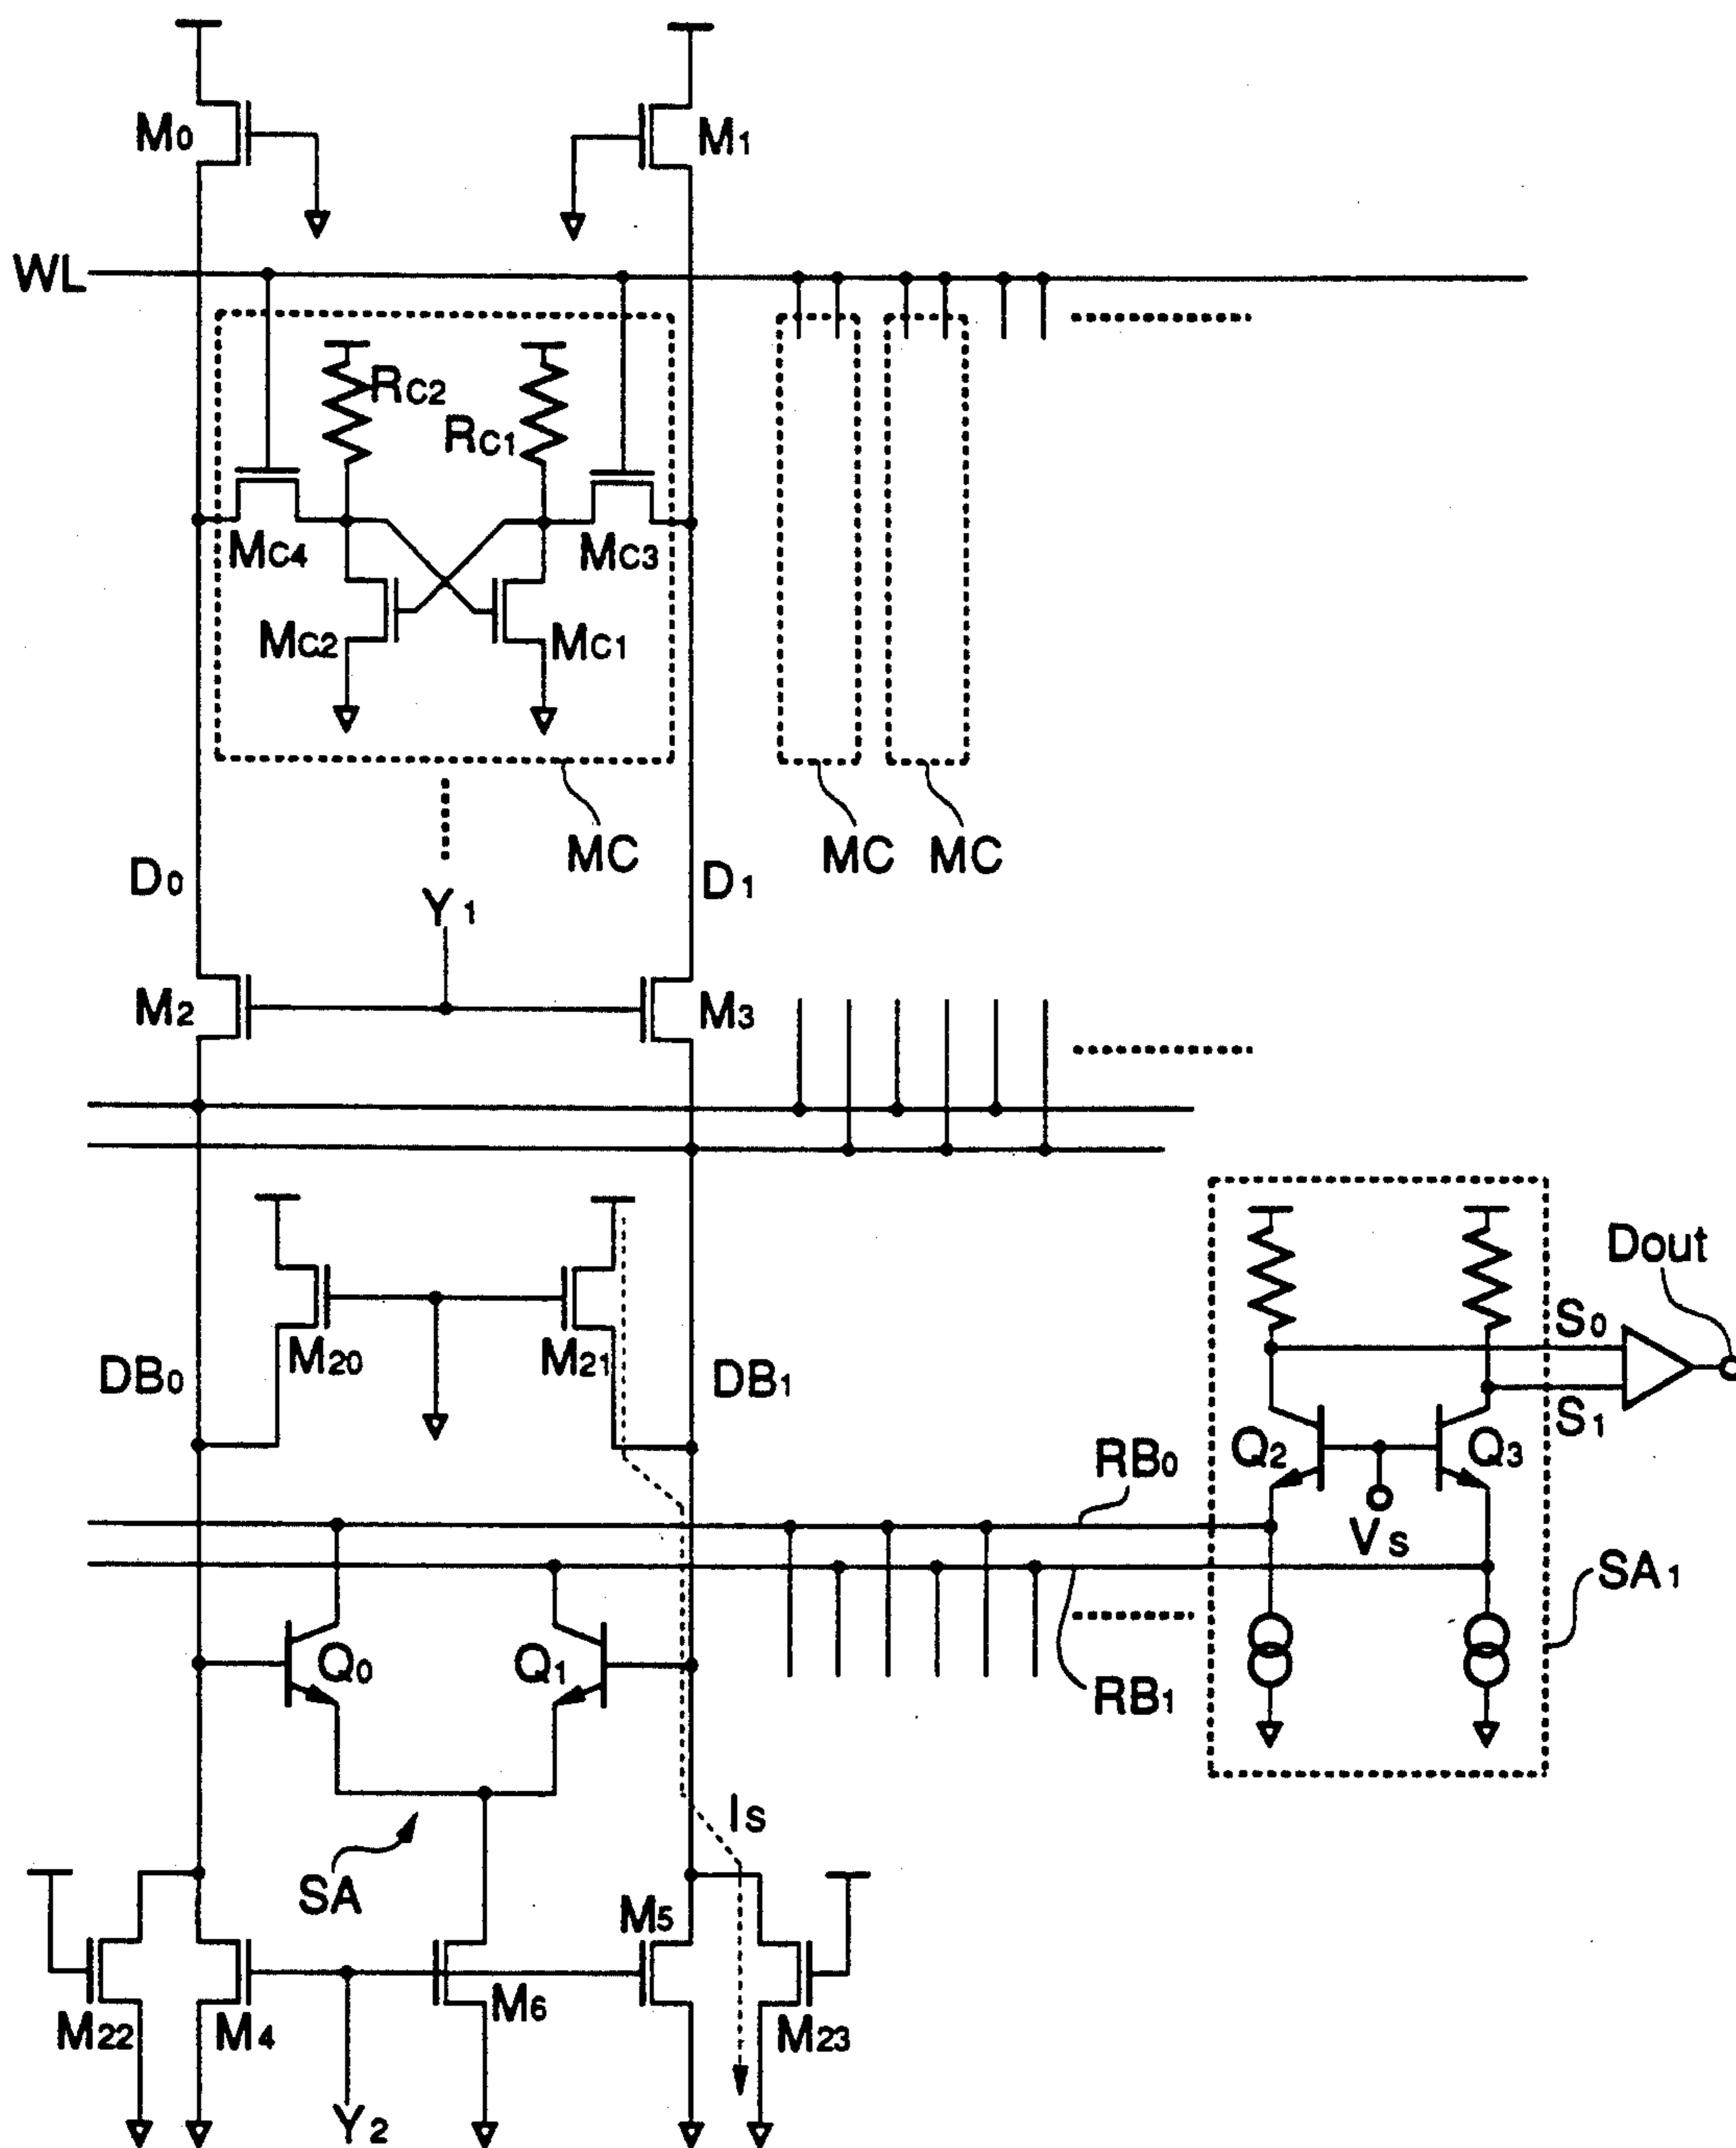 M0 M1
WL
RC2
RC1
MC4 MC3
MC2 MC1
MC MC MC
D0 D1
Y1
M2 M3
Dout
M20 M21
S0
DB0 DB1
S1
Q2 Q3
RB0
Vs
SA1
Q0 Q1
RB1
Is
SA
M5
M22 M4 M6 M23
Y2